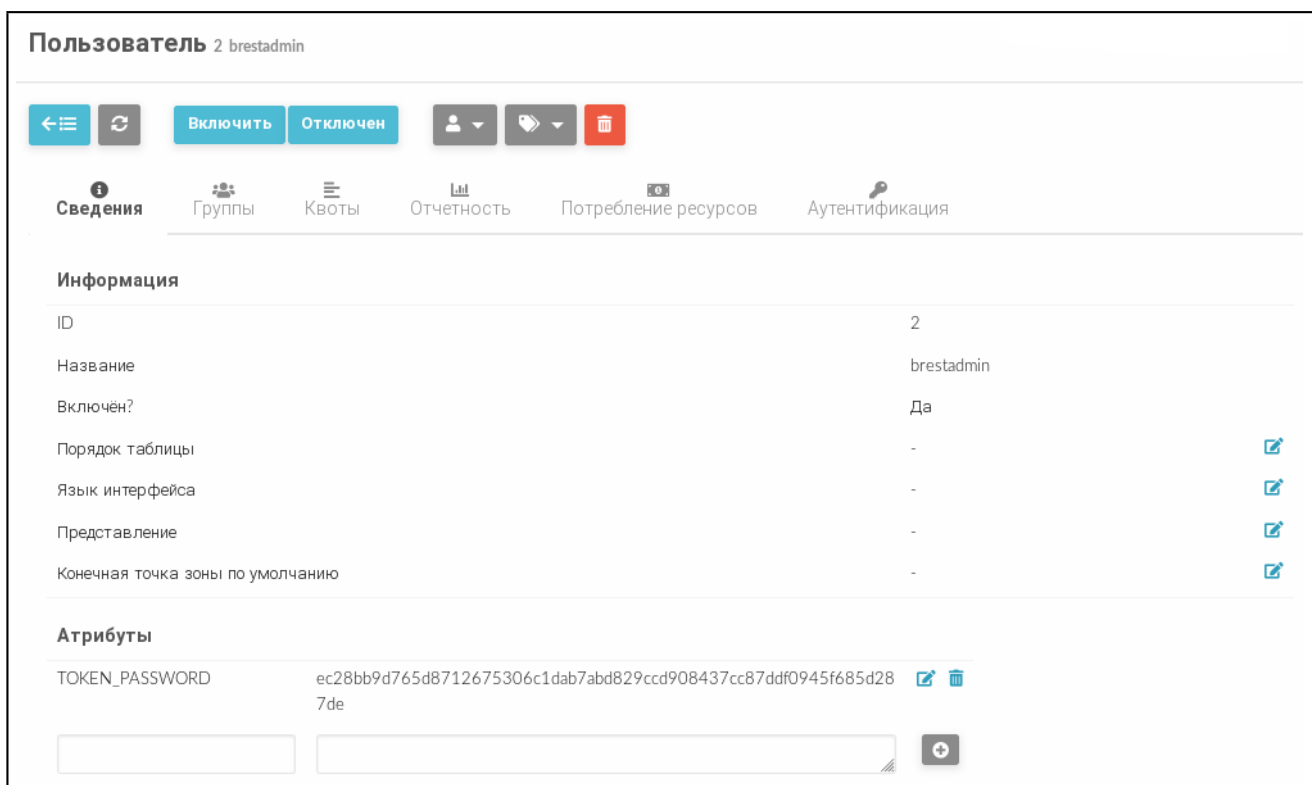 Пользователь 2 brestadmin
Включить Отключен
Сведения Группы Квоты Отчетность Потребление ресурсов Аутентификация
Информация
ID 2
Название brestadmin
Включён? Да
Порядок таблицы -
Язык интерфейса -
Представление -
Конечная точка зоны по умолчанию -
Атрибуты
TOKEN_PASSWORD ec28bb9d765d8712675306c1dab7abd829ccd908437cc87ddf0945f685d28
7de